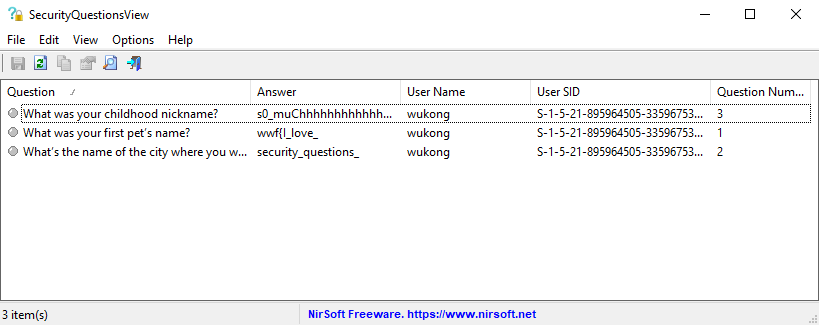 SecurityQuestionsView
File Edit View Options Help
Question Answer User Name User SID Question Num...
What was your childhood nickname? s0_muChhhhhhhhhhhh... wukong S-1-5-21-895964505-33596753... 3
What was your first pet's name? wwf{I_love_ wukong S-1-5-21-895964505-33596753... 1
What's the name of the city where you w... security_questions_ wukong S-1-5-21-895964505-33596753... 2
3 item(s) NirSoft Freeware. https://www.nirsoft.net